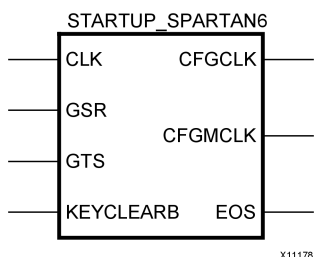 STARTUP_SPARTAN6
CLK CFGCLK
GSR
CFGMCLK
GTS
KEYCLEARB EOS
X11178